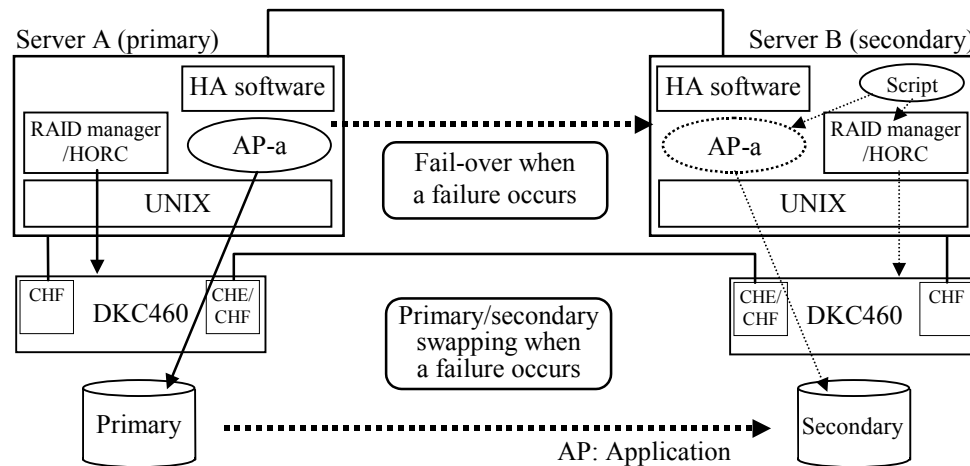 Server A (primary)
HA software
RAID manager
/HORC
AP-a
UNIX
CHF
DKC460
CHE/
CHF
Primary
Fail-over when
a failure occurs
Primary/secondary
swapping when
a failure occurs
AP: Application
Server B (secondary)
HA software
Script
AP-a
RAID manager
/HORC
UNIX
CHE/
CHF
DKC460
CHF
Secondary